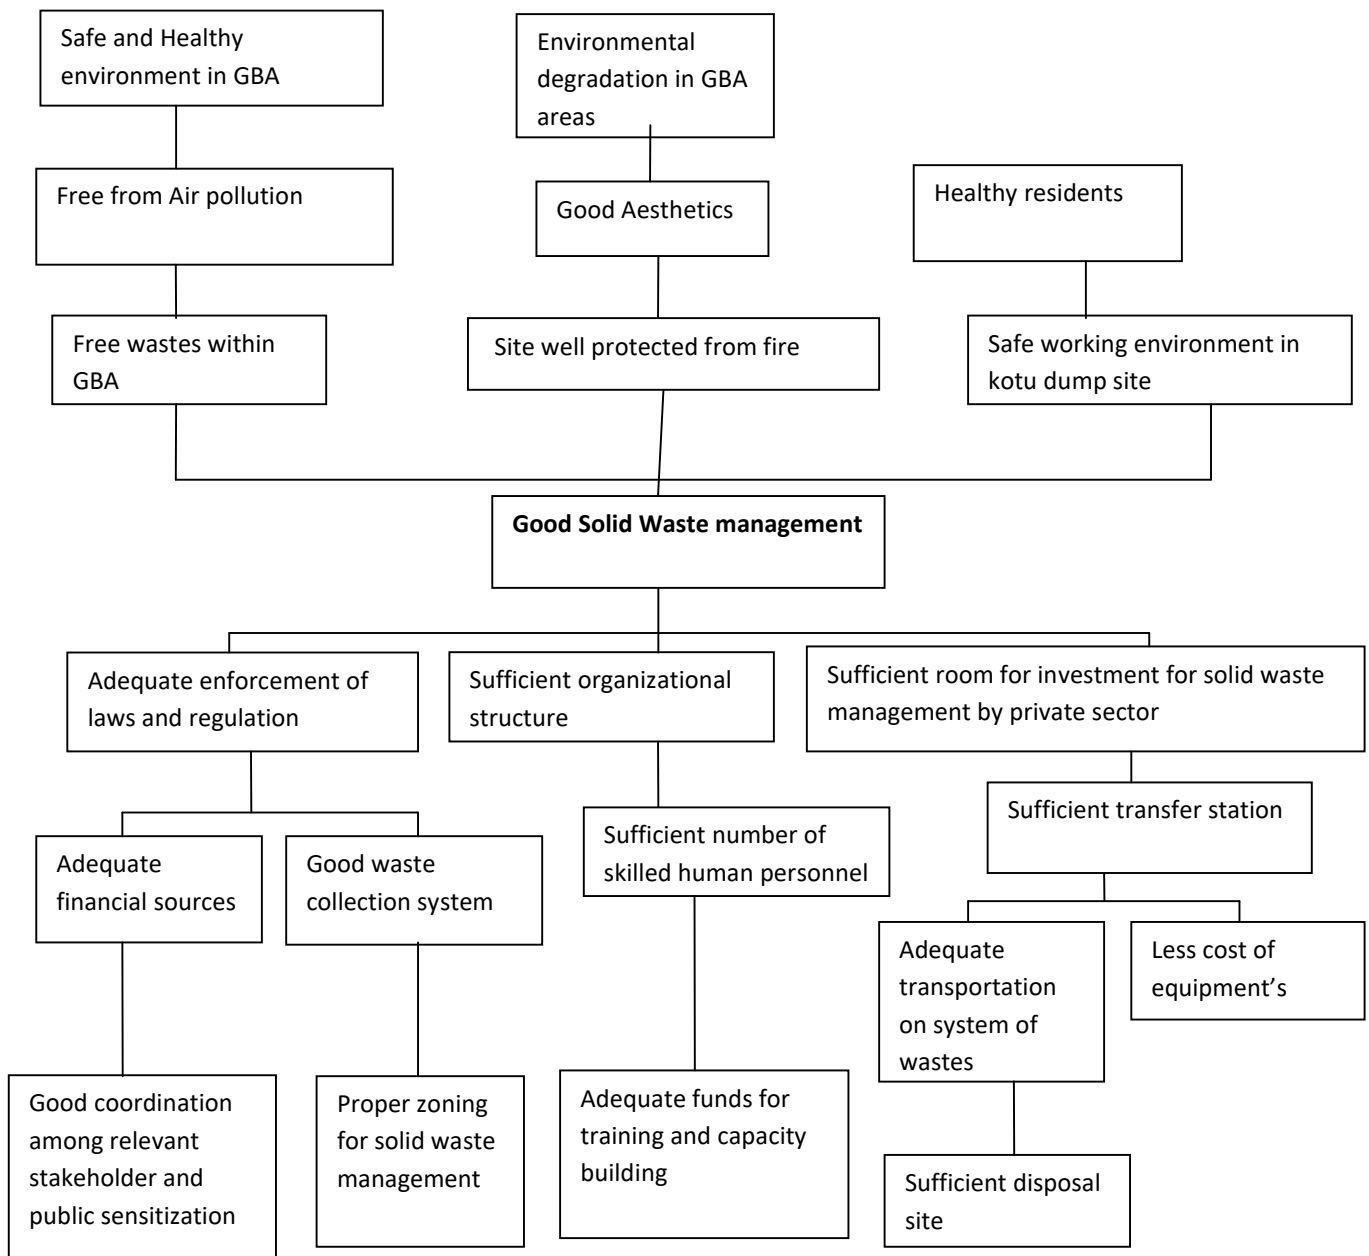 Safe and Healthy
environment in GBA
Environmental
degradation in GBA
areas
Free from Air pollution
Good Aesthetics
Healthy residents
Free wastes within
GBA
Site well protected from fire
Safe working environment in
kotu dump site
Good Solid Waste management
Adequate enforcement of
laws and regulation
Sufficient organizational
structure
Sufficient room for investment for solid waste
management by private sector
Sufficient transfer station
Adequate
financial sources
Good waste
collection system
Sufficient number of
skilled human personnel
Adequate
transportation
on system of
wastes
Less cost of
equipment’s
Good coordination
among relevant
stakeholder and
public sensitization
Proper zoning
for solid waste
management
Adequate funds for
training and capacity
building
Sufficient disposal
site